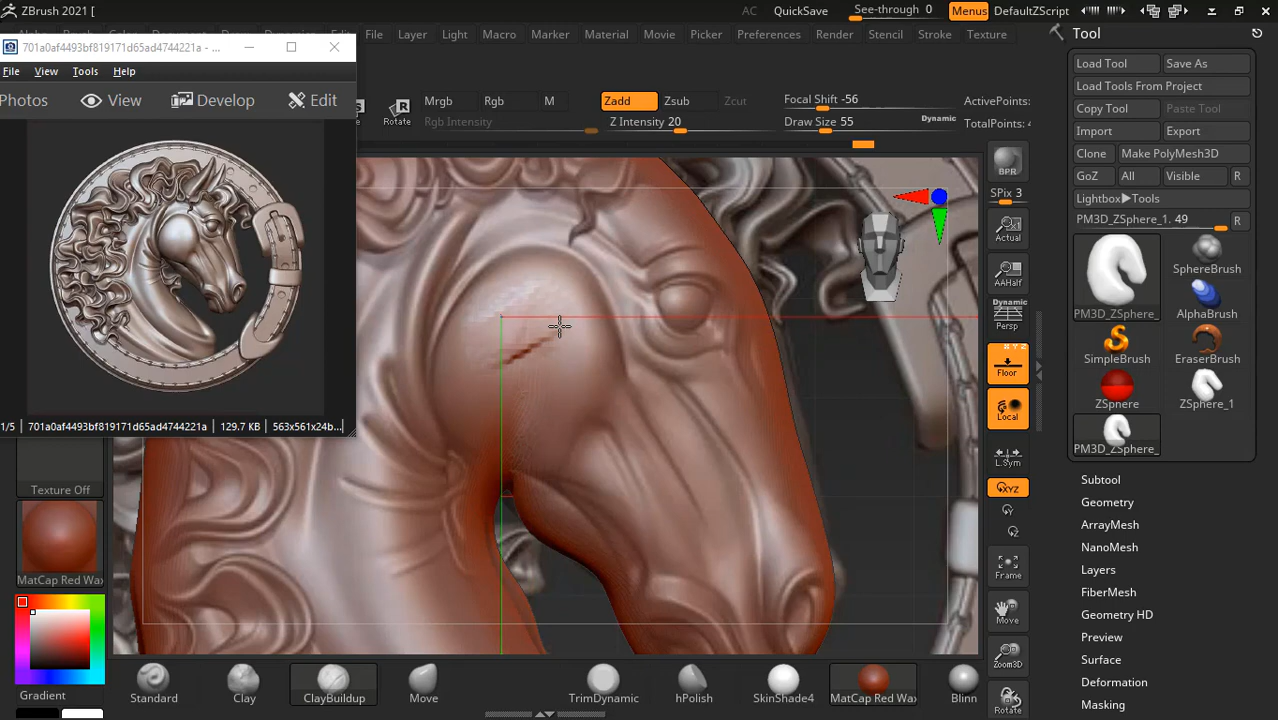 ZBrush 2021 [
AC QuickSave See-through 0 Menus DefaultZScript
File Layer Light Macro Marker Material Movie Picker Preferences Render Stencil Stroke Texture
701a0af4493bf819171d65ad4744221a - ...
File View Tools Help
Photos View Develop Edit
Rotate
Mrgb Rgb M
Rgb Intensity
Zadd Zsub Zcut
Z Intensity 20
Focal Shift -56
Draw Size 55
Dynamic
ActivePoints:
TotalPoints: 4
1/5 701a0af4493bf819171d65ad4744221a 129.7 KB 563x561x24b...
Texture Off
MatCap Red Wax
Gradient
Standard
Clay
ClayBuildup
Move
TrimDynamic
hPolish
SkinShade4
MatCap Red Wax
Blinn
BPR
SPix 3
Actual
AAHalf
Dynamic
Persp
X Y Z
Floor
Local
L.Sym
XYZ
Y
Z
Frame
Move
Zoom3D
Rotate
Tool
Load Tool Save As
Load Tools From Project
Copy Tool Paste Tool
Import Export
Clone Make PolyMesh3D
GoZ All Visible R
Lightbox▶Tools
PM3D_ZSphere_1. 49 R
PM3D_ZSphere_
SphereBrush
AlphaBrush
SimpleBrush
EraserBrush
ZSphere
ZSphere_1
PM3D_ZSphere_
Subtool
Geometry
ArrayMesh
NanoMesh
Layers
FiberMesh
Geometry HD
Preview
Surface
Deformation
Masking